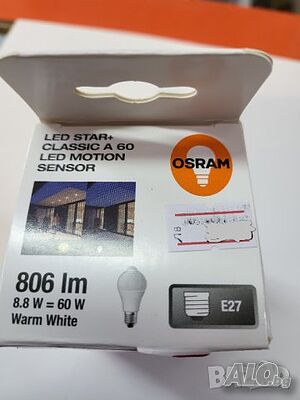 LED STAR+
CLASSIC A 60
LED MOTION
SENSOR
OSRAM
806 lm
8.8 W = 60 W
Warm White
E27
BALO.bg